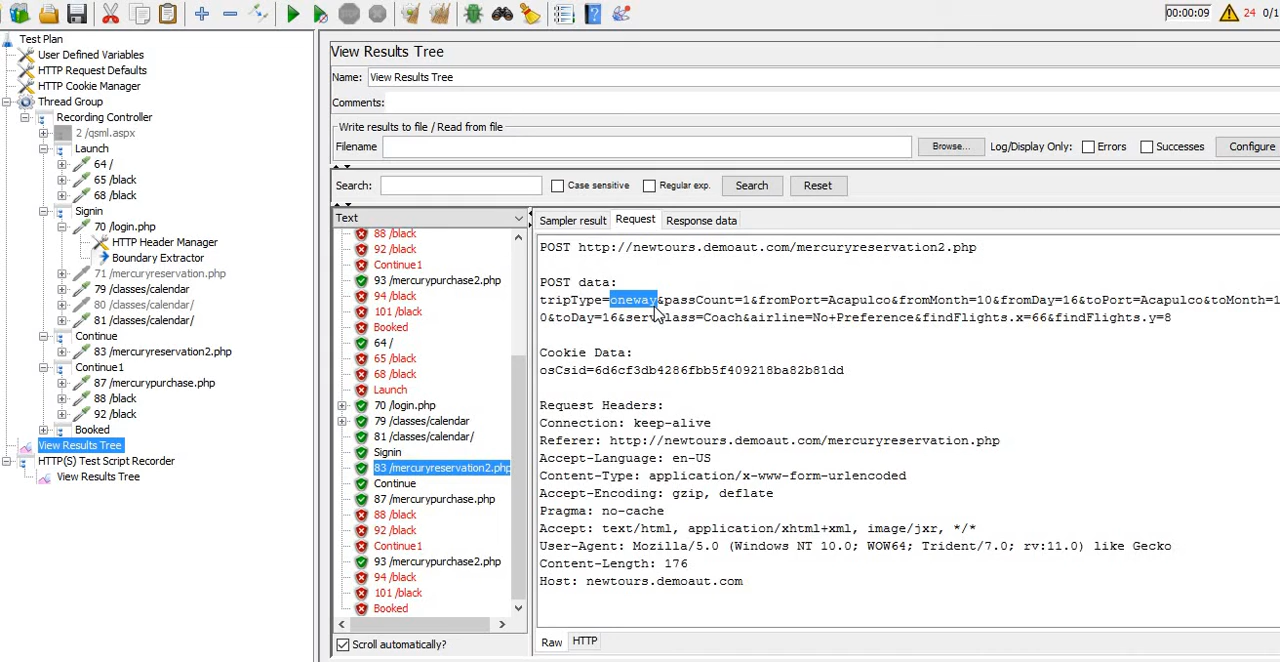 00:00:09 24 0/1
Test Plan
User Defined Variables
HTTP Request Defaults
HTTP Cookie Manager
Thread Group
Recording Controller
2 /qsml.aspx
Launch
64 /
65 /black
68 /black
Signin
70 /login.php
HTTP Header Manager
Boundary Extractor
71 /mercuryreservation.php
79 /classes/calendar
80 /classes/calendar/
81 /classes/calendar/
Continue
83 /mercuryreservation2.php
Continue1
87 /mercurypurchase.php
88 /black
92 /black
Booked
View Results Tree
HTTP(S) Test Script Recorder
View Results Tree
View Results Tree
Name: View Results Tree
Comments:
Write results to file / Read from file
Filename Browse... Log/Display Only: Errors Successes Configure
Search: Case sensitive Regular exp. Search Reset
Text
88 /black
92 /black
Continue1
93 /mercurypurchase2.php
94 /black
101 /black
Booked
64 /
65 /black
68 /black
Launch
70 /login.php
79 /classes/calendar
81 /classes/calendar/
Signin
83 /mercuryreservation2.php
Continue
87 /mercurypurchase.php
88 /black
92 /black
Continue1
93 /mercurypurchase2.php
94 /black
101 /black
Booked
Scroll automatically?
Sampler result Request Response data
POST http://newtours.demoaut.com/mercuryreservation2.php
POST data:
tripType=oneway&passCount=1&fromPort=Acapulco&fromMonth=10&fromDay=16&toPort=Acapulco&toMonth=1
0&toDay=16&servClass=Coach&airline=No+Preference&findFlights.x=66&findFlights.y=8
Cookie Data:
osCsid=6d6cf3db4286fbb5f409218ba82b81dd
Request Headers:
Connection: keep-alive
Referer: http://newtours.demoaut.com/mercuryreservation.php
Accept-Language: en-US
Content-Type: application/x-www-form-urlencoded
Accept-Encoding: gzip, deflate
Pragma: no-cache
Accept: text/html, application/xhtml+xml, image/jxr, */*
User-Agent: Mozilla/5.0 (Windows NT 10.0; WOW64; Trident/7.0; rv:11.0) like Gecko
Content-Length: 176
Host: newtours.demoaut.com
Raw HTTP